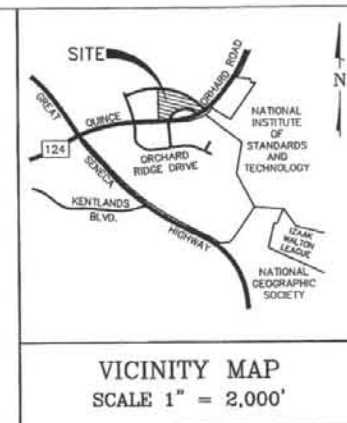 SITE
ORHARD ROAD
N
GREAT
QUINCE
124
ORCHARD
RIDGE DRIVE
NATIONAL
INSTITUTE
OF
STANDARDS
AND
TECHNOLOGY
SENECA
KENTLANDS
BLVD.
HIGHWAY
IZAAK
WALTON
LEAGUE
NATIONAL
GEOGRAPHIC
SOCIETY
VICINITY MAP
SCALE 1" = 2,000'